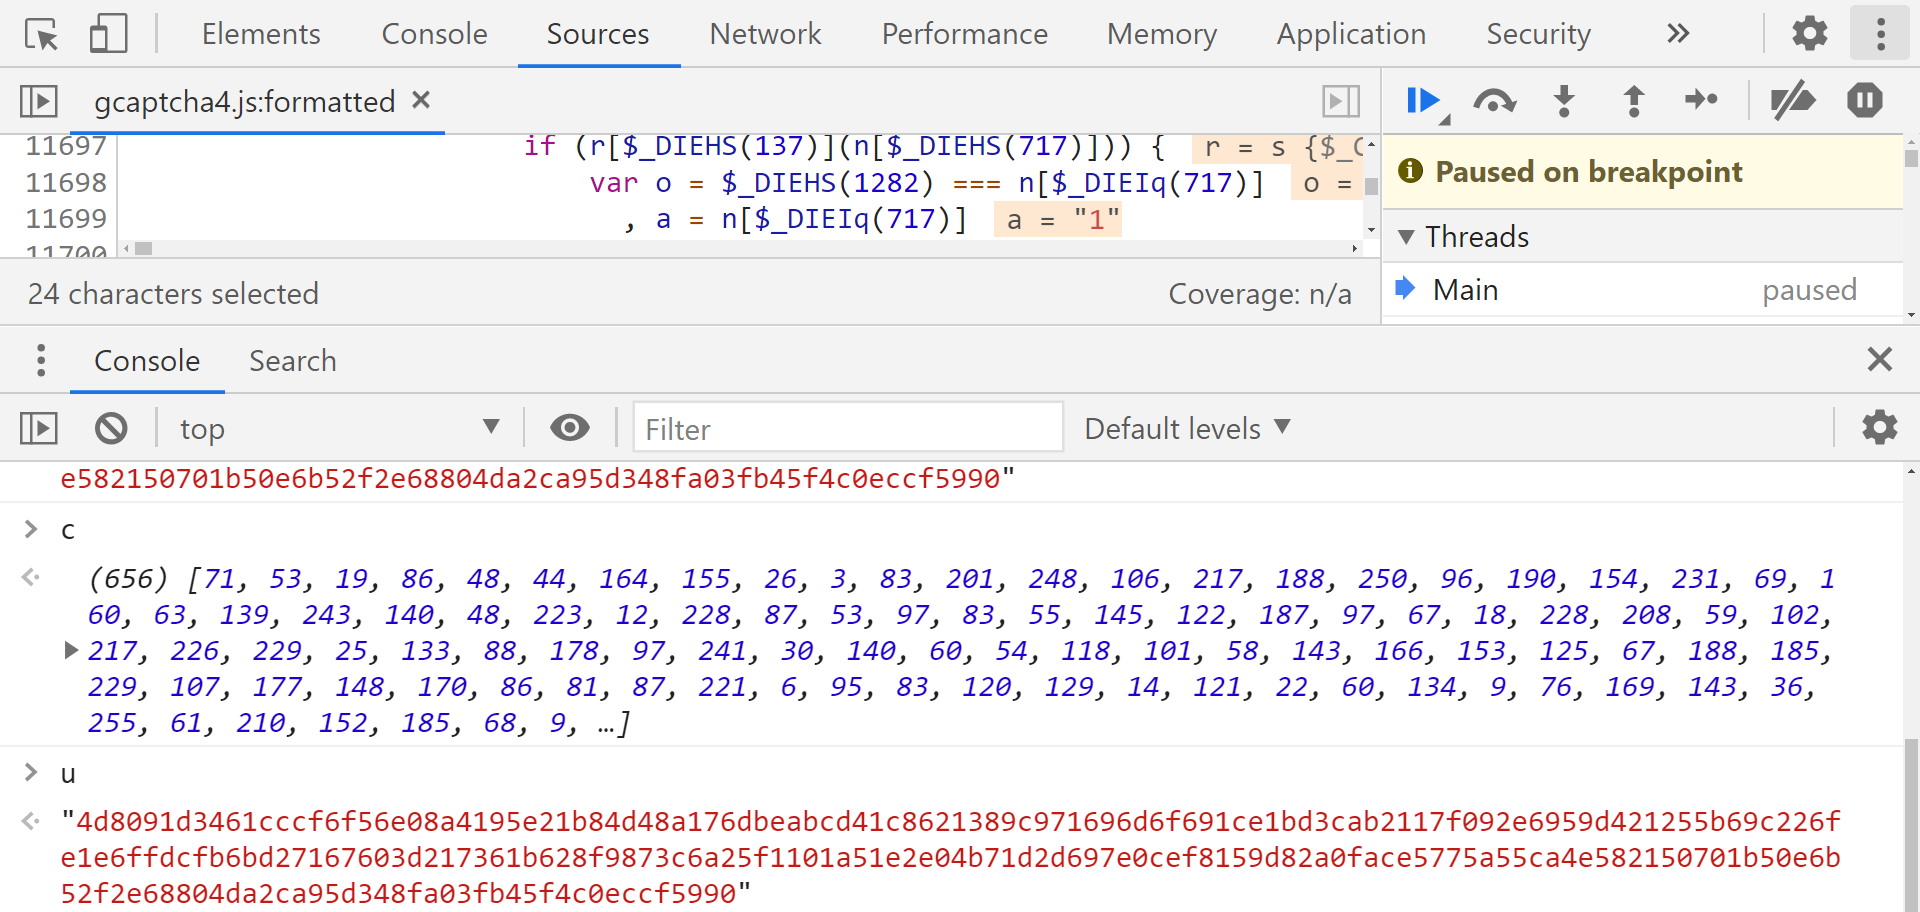 Elements Console Sources Network Performance Memory Application Security »
gcaptcha4.js:formatted ×
11697 if (r[$_DIEHS(137)](n[$_DIEHS(717)])) { r = s {$_C
11698 var o = $_DIEHS(1282) === n[$_DIEIq(717)] o =
11699 , a = n[$_DIEIq(717)] a = "1"
11700
24 characters selected Coverage: n/a
Paused on breakpoint
Threads
Main paused
Console Search
top Filter Default levels
e582150701b50e6b52f2e68804da2ca95d348fa03fb45f4c0eccf5990"
> c
(656) [71, 53, 19, 86, 48, 44, 164, 155, 26, 3, 83, 201, 248, 106, 217, 188, 250, 96, 190, 154, 231, 69, 1
60, 63, 139, 243, 140, 48, 223, 12, 228, 87, 53, 97, 83, 55, 145, 122, 187, 97, 67, 18, 228, 208, 59, 102,
217, 226, 229, 25, 133, 88, 178, 97, 241, 30, 140, 60, 54, 118, 101, 58, 143, 166, 153, 125, 67, 188, 185,
229, 107, 177, 148, 170, 86, 81, 87, 221, 6, 95, 83, 120, 129, 14, 121, 22, 60, 134, 9, 76, 169, 143, 36,
255, 61, 210, 152, 185, 68, 9, …]
> u
"4d8091d3461cccf6f56e08a4195e21b84d48a176dbeabcd41c8621389c971696d6f691ce1bd3cab2117f092e6959d421255b69c226f
e1e6ffdcfb6bd27167603d217361b628f9873c6a25f1101a51e2e04b71d2d697e0cef8159d82a0face5775a55ca4e582150701b50e6b
52f2e68804da2ca95d348fa03fb45f4c0eccf5990"